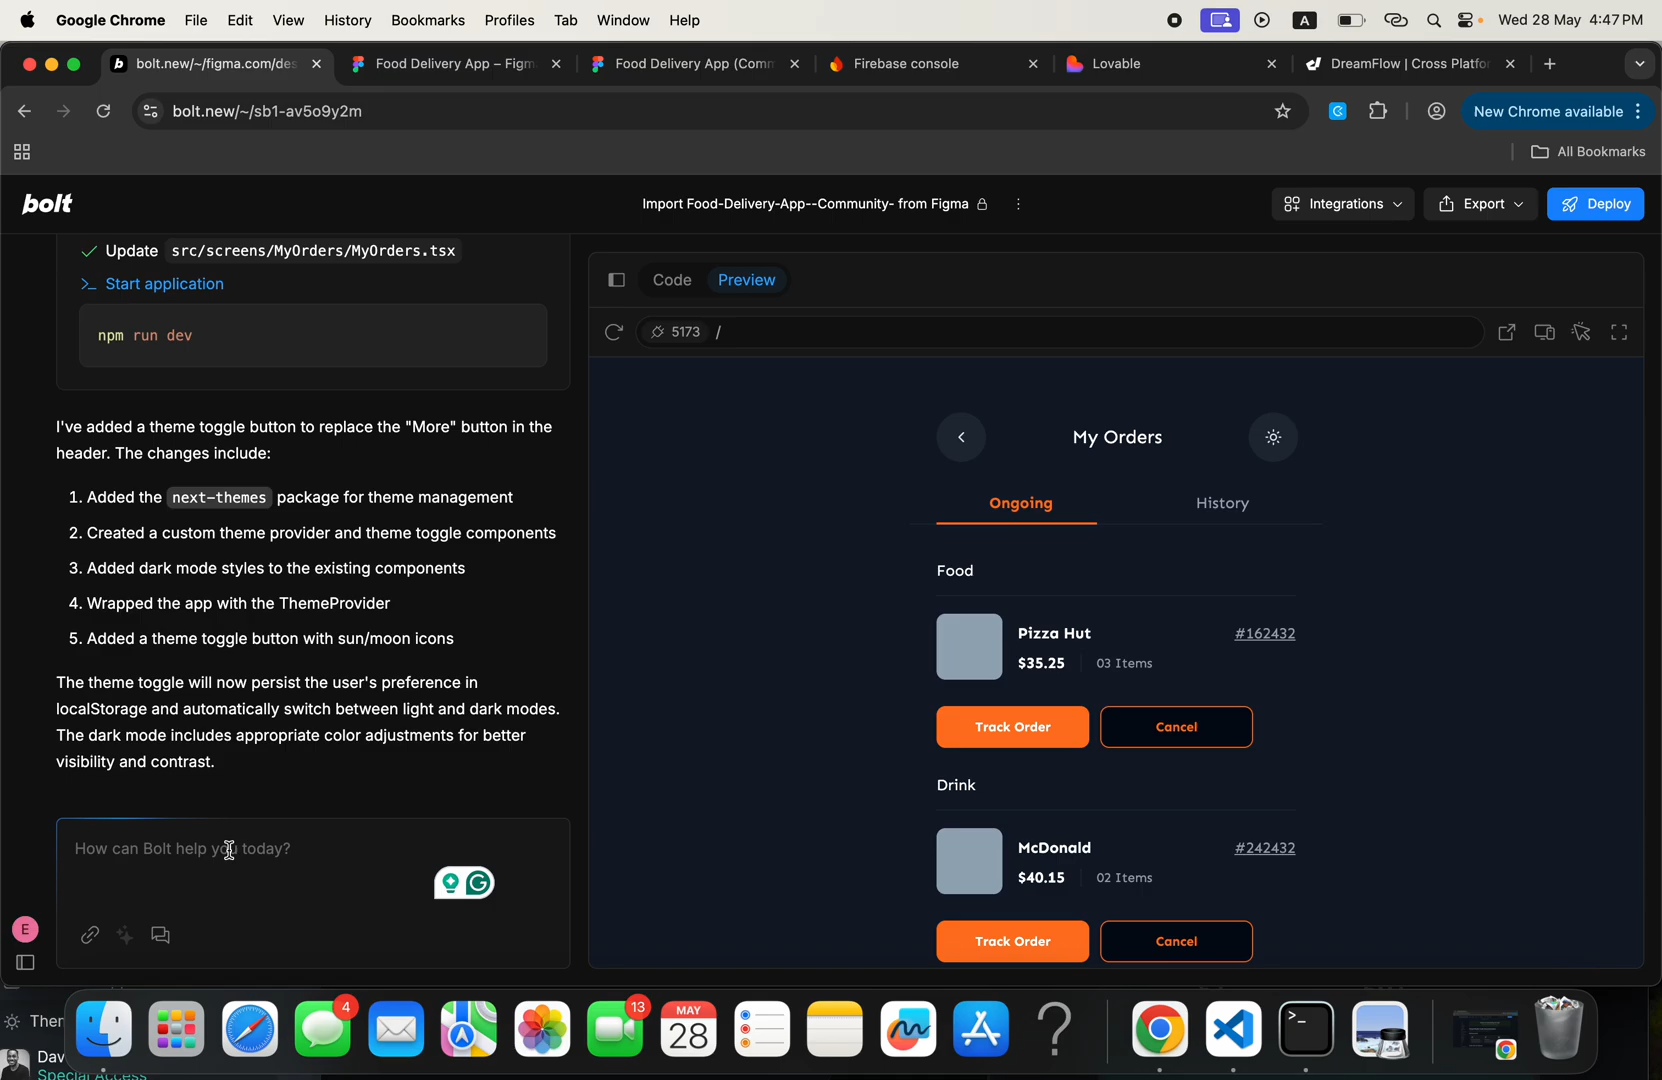 Google Chrome File Edit View History Bookmarks Profiles Tab Window Help A Wed 28 May 4:47 PM
b bolt.new/~/figma.com/des Food Delivery App – Figm Food Delivery App (Comm Firebase console Lovable DreamFlow | Cross Platfor
bolt.new/~/sb1-av5o9y2m New Chrome available
All Bookmarks
bolt Import Food-Delivery-App--Community- from Figma Integrations Export Deploy
Update src/screens/MyOrders/MyOrders.tsx
>_ Start application
npm run dev
I've added a theme toggle button to replace the "More" button in the
header. The changes include:
1. Added the next-themes package for theme management
2. Created a custom theme provider and theme toggle components
3. Added dark mode styles to the existing components
4. Wrapped the app with the ThemeProvider
5. Added a theme toggle button with sun/moon icons
The theme toggle will now persist the user's preference in
localStorage and automatically switch between light and dark modes.
The dark mode includes appropriate color adjustments for better
visibility and contrast.
How can Bolt help you today?
E
Code Preview
5173 /
My Orders
Ongoing History
Food
Pizza Hut #162432
$35.25 03 Items
Track Order Cancel
Drink
McDonald #242432
$40.15 02 Items
Track Order Cancel
4 13
MAY
28
Ther
Dav
Special Access